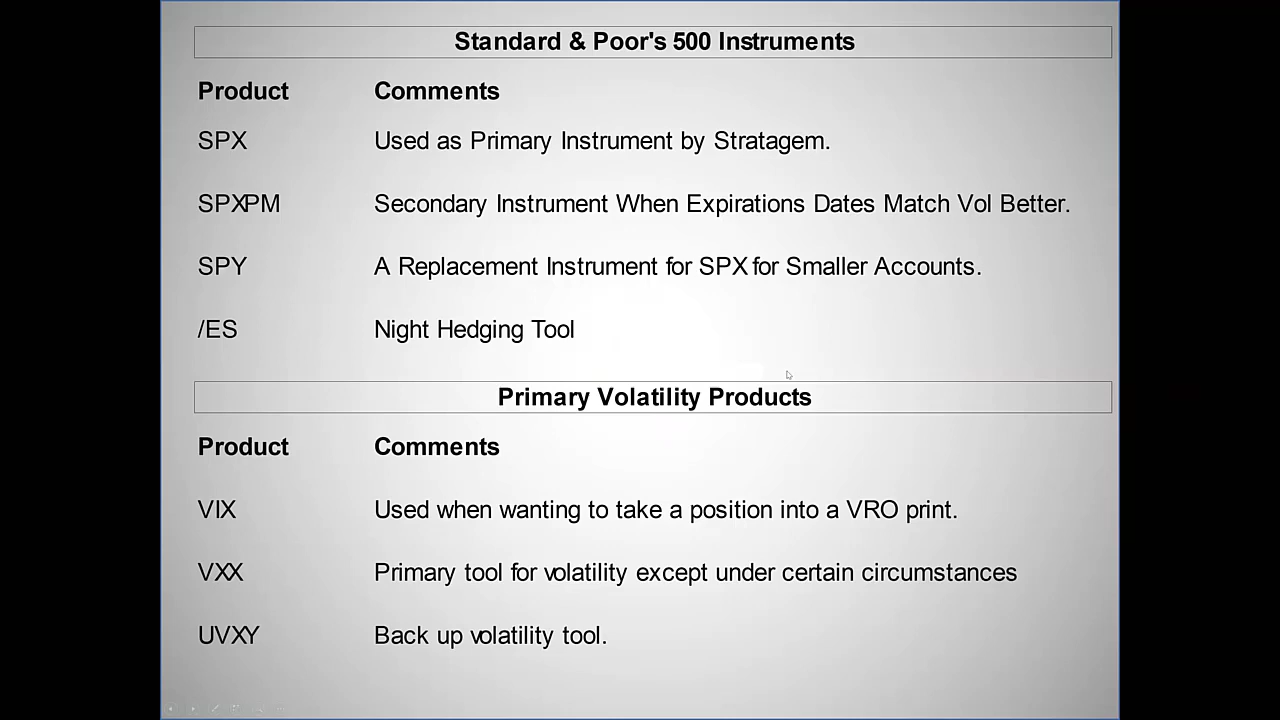 Standard & Poor's 500 Instruments
Product Comments
SPX Used as Primary Instrument by Stratagem.
SPXPM Secondary Instrument When Expirations Dates Match Vol Better.
SPY A Replacement Instrument for SPX for Smaller Accounts.
/ES Night Hedging Tool
Primary Volatility Products
Product Comments
VIX Used when wanting to take a position into a VRO print.
VXX Primary tool for volatility except under certain circumstances
UVXY Back up volatility tool.